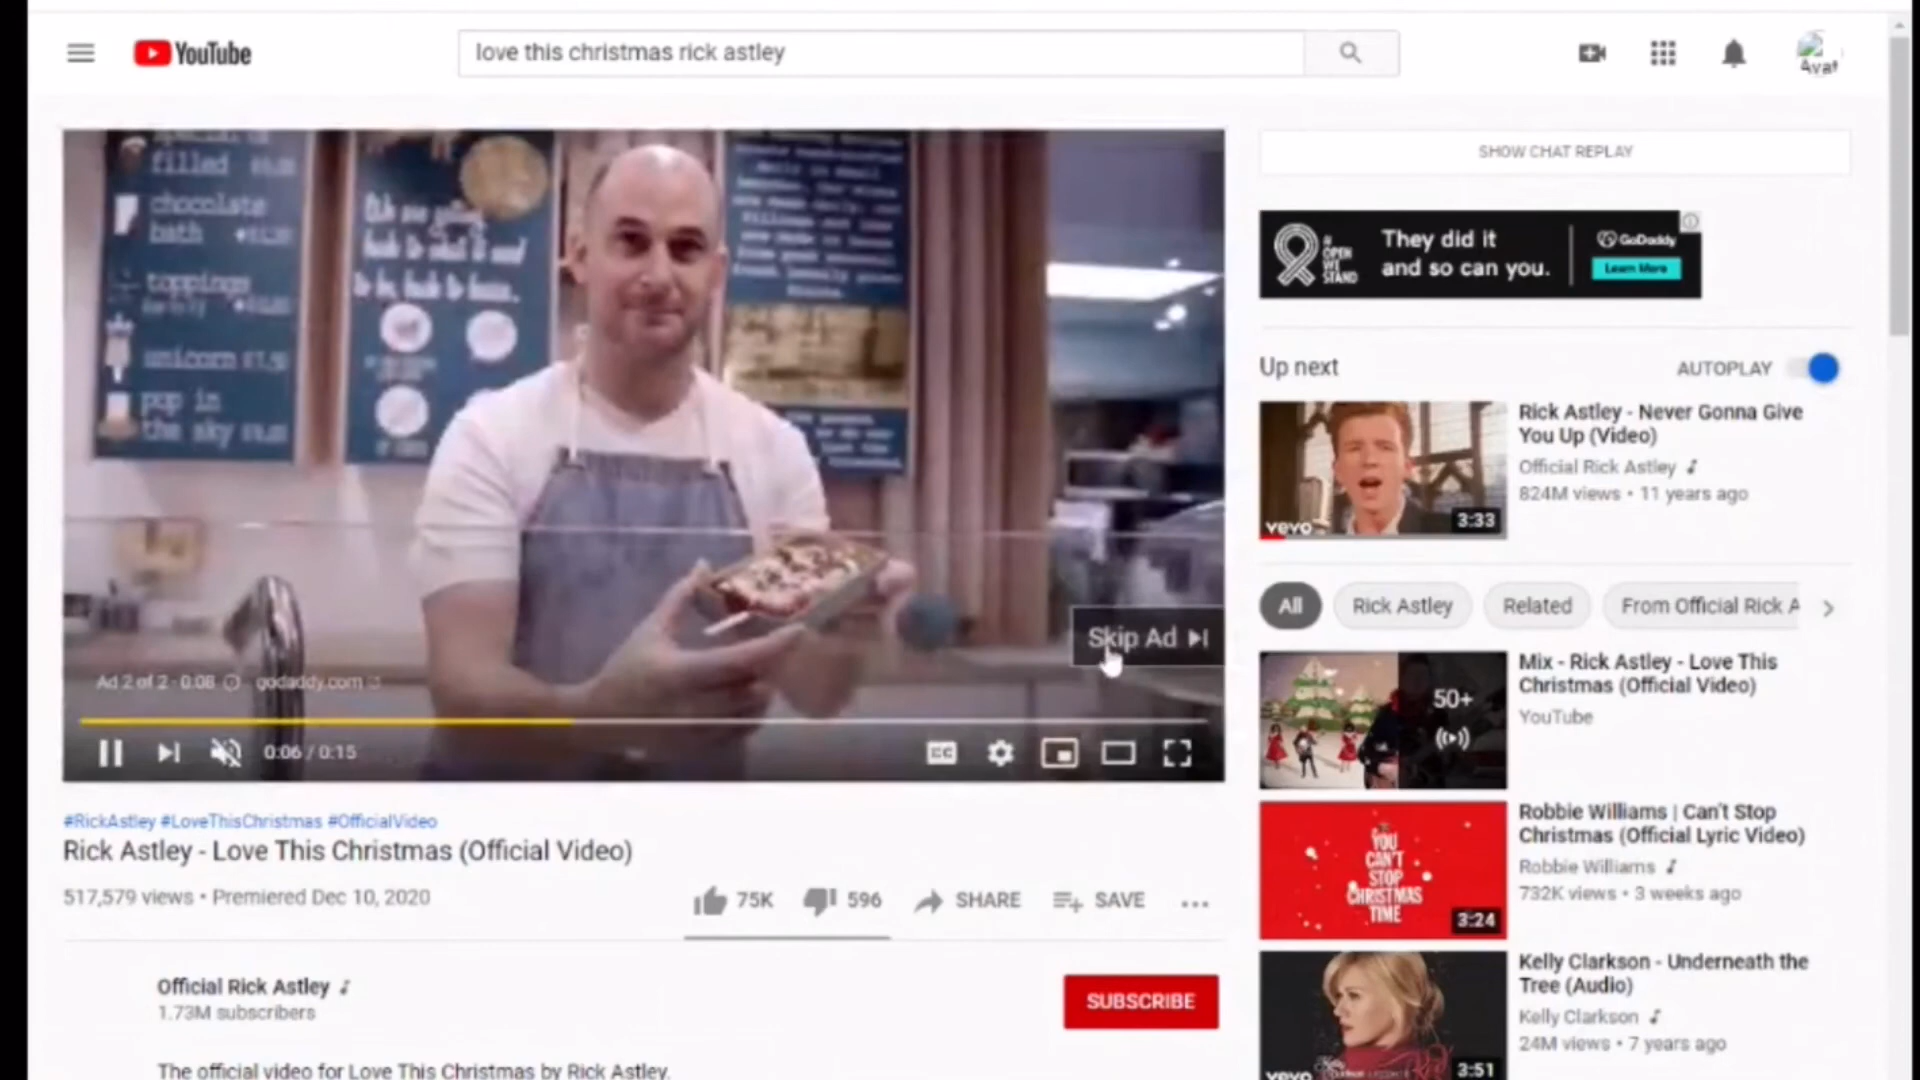 YouTube
love this christmas rick astley
Avat
filled
chocolate
bath
toppings
unicorn
pop in
the sky
Skip Ad
Ad 2 of 2 · 0:08
godaddy.com
0:06 / 0:15
CC
#RickAstley #LoveThisChristmas #OfficialVideo
Rick Astley - Love This Christmas (Official Video)
517,579 views • Premiered Dec 10, 2020
75K
596
SHARE
SAVE
Official Rick Astley
1.73M subscribers
SUBSCRIBE
The official video for Love This Christmas by Rick Astley.
SHOW CHAT REPLAY
#
OPEN
WE
STAND
They did it
and so can you.
GoDaddy
Learn More
Up next
AUTOPLAY
vevo
3:33
Rick Astley - Never Gonna Give
You Up (Video)
Official Rick Astley
824M views • 11 years ago
All
Rick Astley
Related
From Official Rick A
50+
Mix - Rick Astley - Love This
Christmas (Official Video)
YouTube
YOU
CAN'T
STOP
CHRISTMAS
TIME
3:24
Robbie Williams | Can't Stop
Christmas (Official Lyric Video)
Robbie Williams
732K views • 3 weeks ago
vevo
3:51
Kelly Clarkson - Underneath the
Tree (Audio)
Kelly Clarkson
24M views • 7 years ago